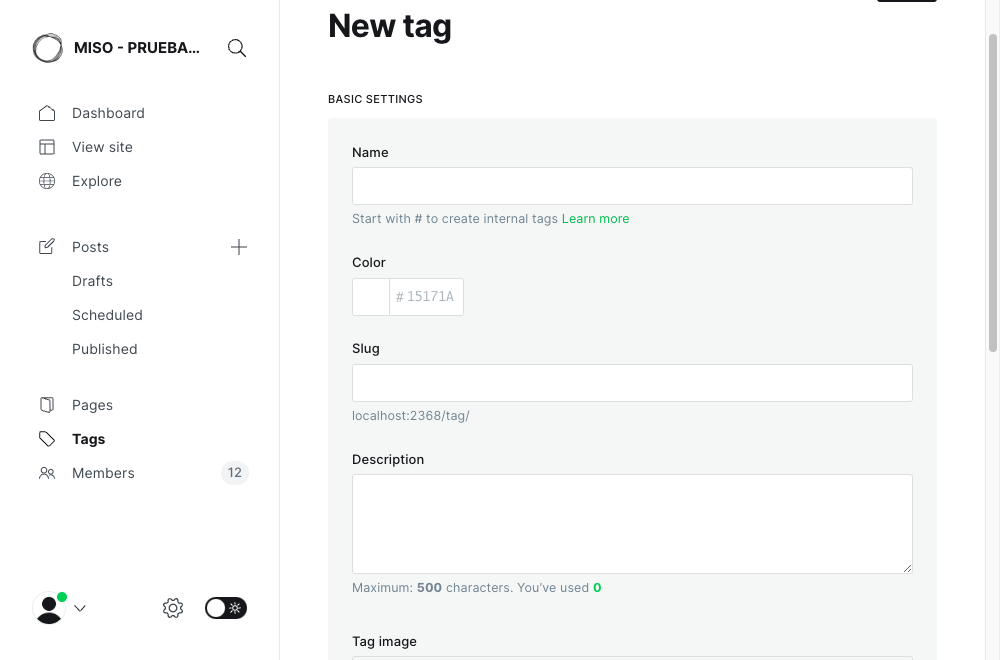 MISO - PRUEBA...
Dashboard
View site
Explore
Posts
Drafts
Scheduled
Published
Pages
Tags
Members
12
New tag
BASIC SETTINGS
Name
Start with # to create internal tags Learn more
Color
# 15171A
Slug
localhost:2368/tag/
Description
Maximum: 500 characters. You've used 0
Tag image